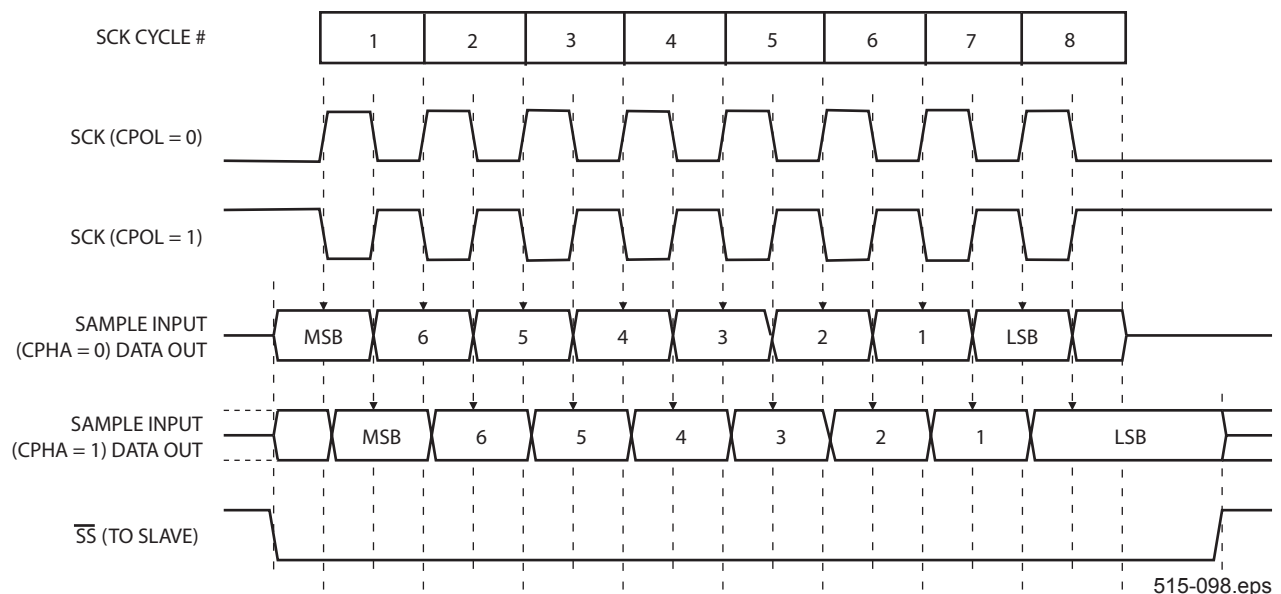 SCK CYCLE #
1 2 3 4 5 6 7 8
SCK (CPOL = 0)
SCK (CPOL = 1)
SAMPLE INPUT
(CPHA = 0) DATA OUT
MSB 6 5 4 3 2 1 LSB
SAMPLE INPUT
(CPHA = 1) DATA OUT
MSB 6 5 4 3 2 1 LSB
S̅S̅ (TO SLAVE)
515-098.eps